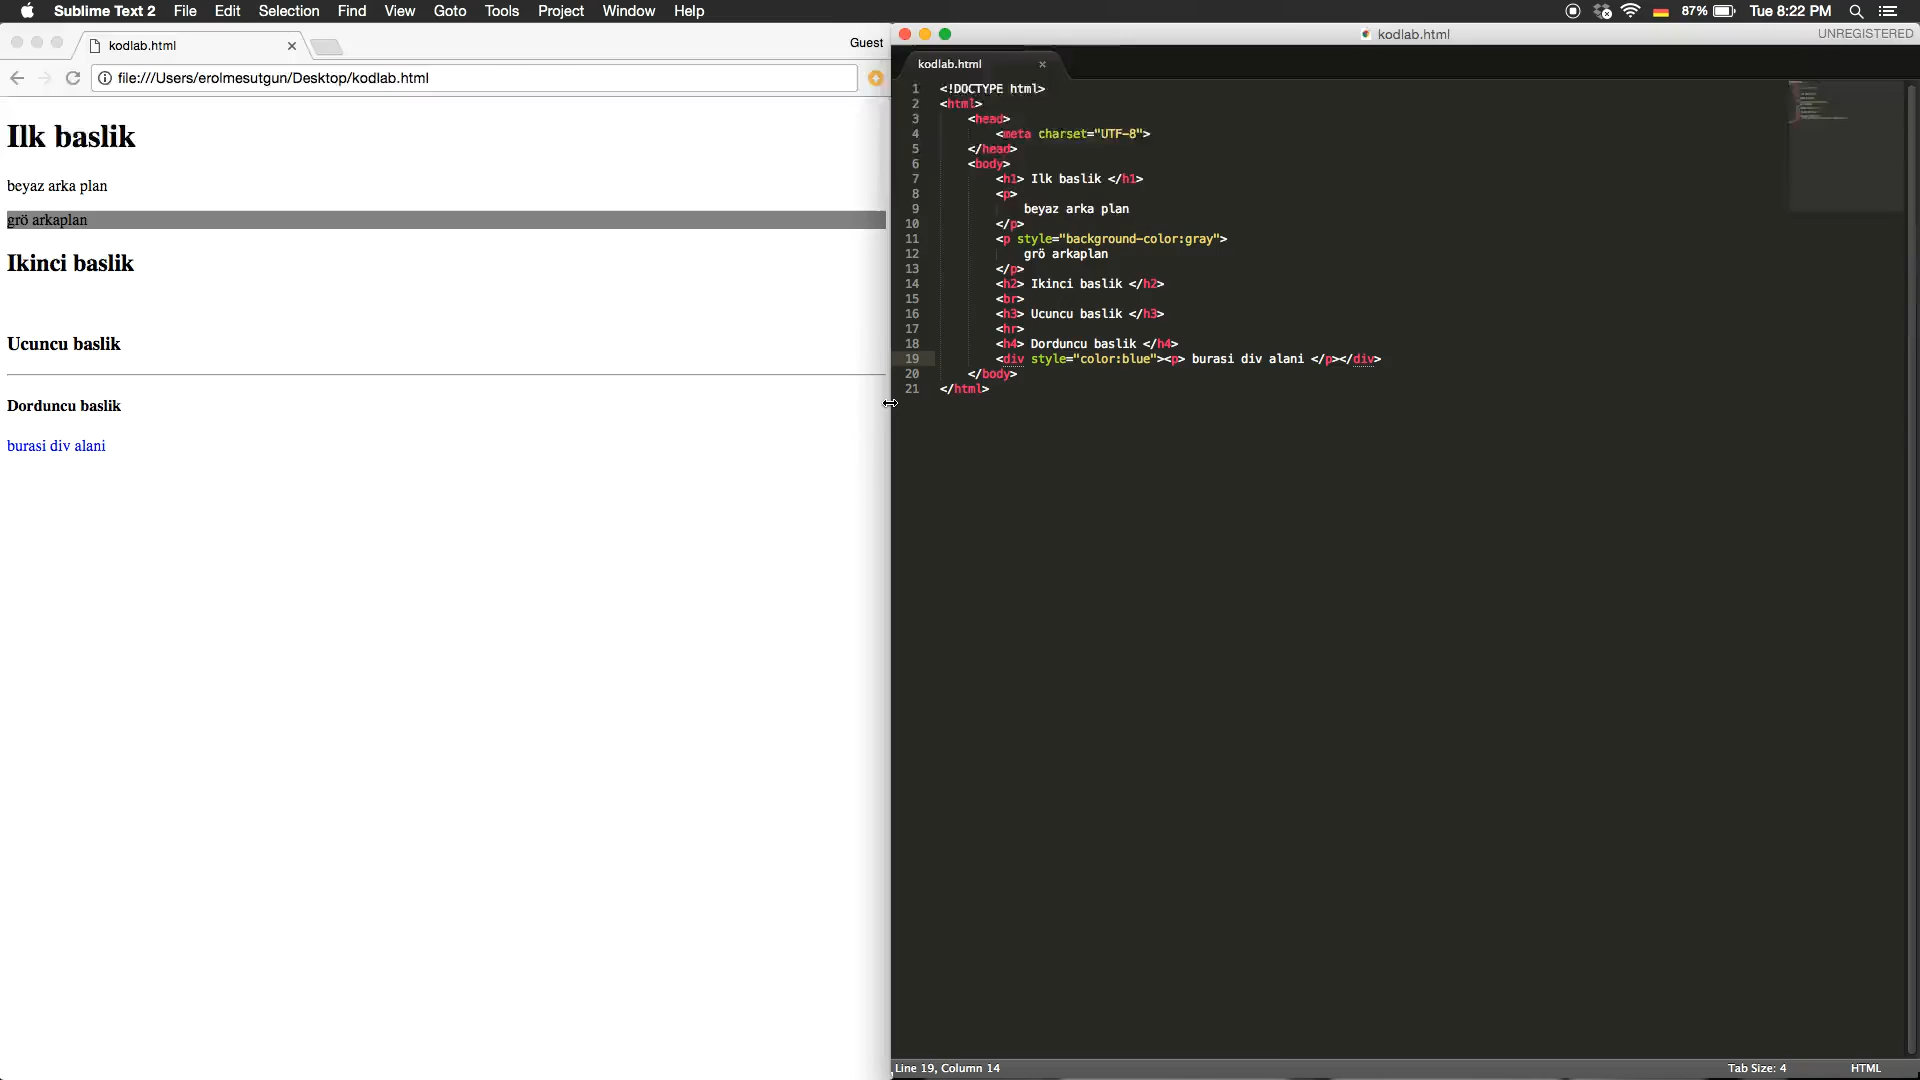 Sublime Text 2 File Edit Selection Find View Goto Tools Project Window Help
87% Tue 8:22 PM
kodlab.html
Guest
file:///Users/erolmesutgun/Desktop/kodlab.html
Ilk baslik
beyaz arka plan
grö arkaplan
Ikinci baslik
Ucuncu baslik
Dorduncu baslik
burasi div alani
kodlab.html
UNREGISTERED
kodlab.html
1 <!DOCTYPE html>
2 <html>
3 <head>
4 <meta charset="UTF-8">
5 </head>
6 <body>
7 <h1> Ilk baslik </h1>
8 <p>
9 beyaz arka plan
10 </p>
11 <p style="background-color:gray">
12 grö arkaplan
13 </p>
14 <h2> Ikinci baslik </h2>
15 <br>
16 <h3> Ucuncu baslik </h3>
17 <hr>
18 <h4> Dorduncu baslik </h4>
19 <div style="color:blue"><p> burasi div alani </p></div>
20 </body>
21 </html>
Line 19, Column 14
Tab Size: 4
HTML